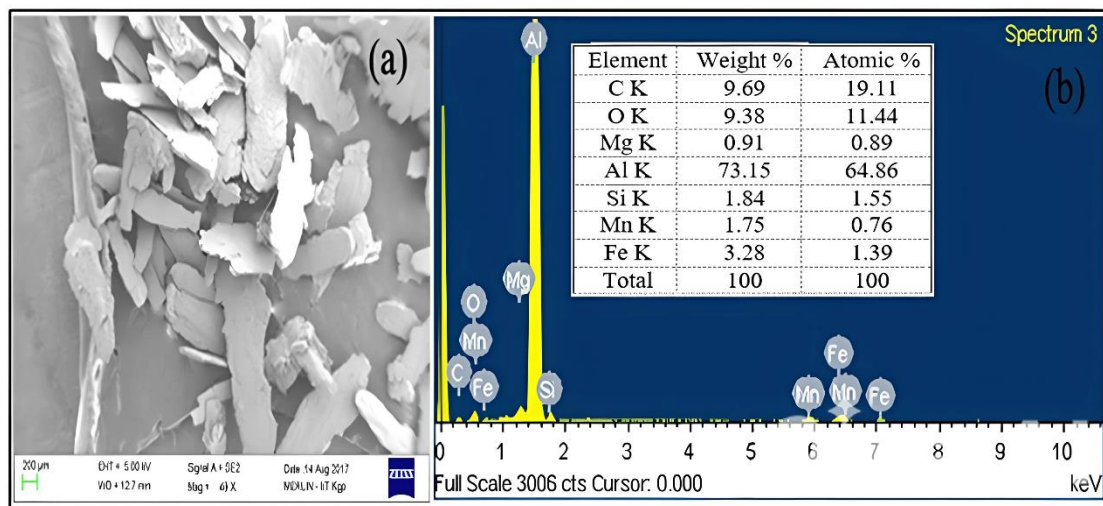 (a)
200 µm
EHT = 5.00 kV
Signal A = SE2
Date :14 Aug 2017
WD = 12.7 mm
ZEISS
Spectrum 3
(b)
Element Weight % Atomic %
C K 9.69 19.11
O K 9.38 11.44
Mg K 0.91 0.89
Al K 73.15 64.86
Si K 1.84 1.55
Mn K 1.75 0.76
Fe K 3.28 1.39
Total 100 100
Al
Mg
O
Mn
C
Fe
Si
Mn
Fe
Mn
Fe
0 1 2 3 4 5 6 7 8 9 10
Full Scale 3006 cts Cursor: 0.000
keV